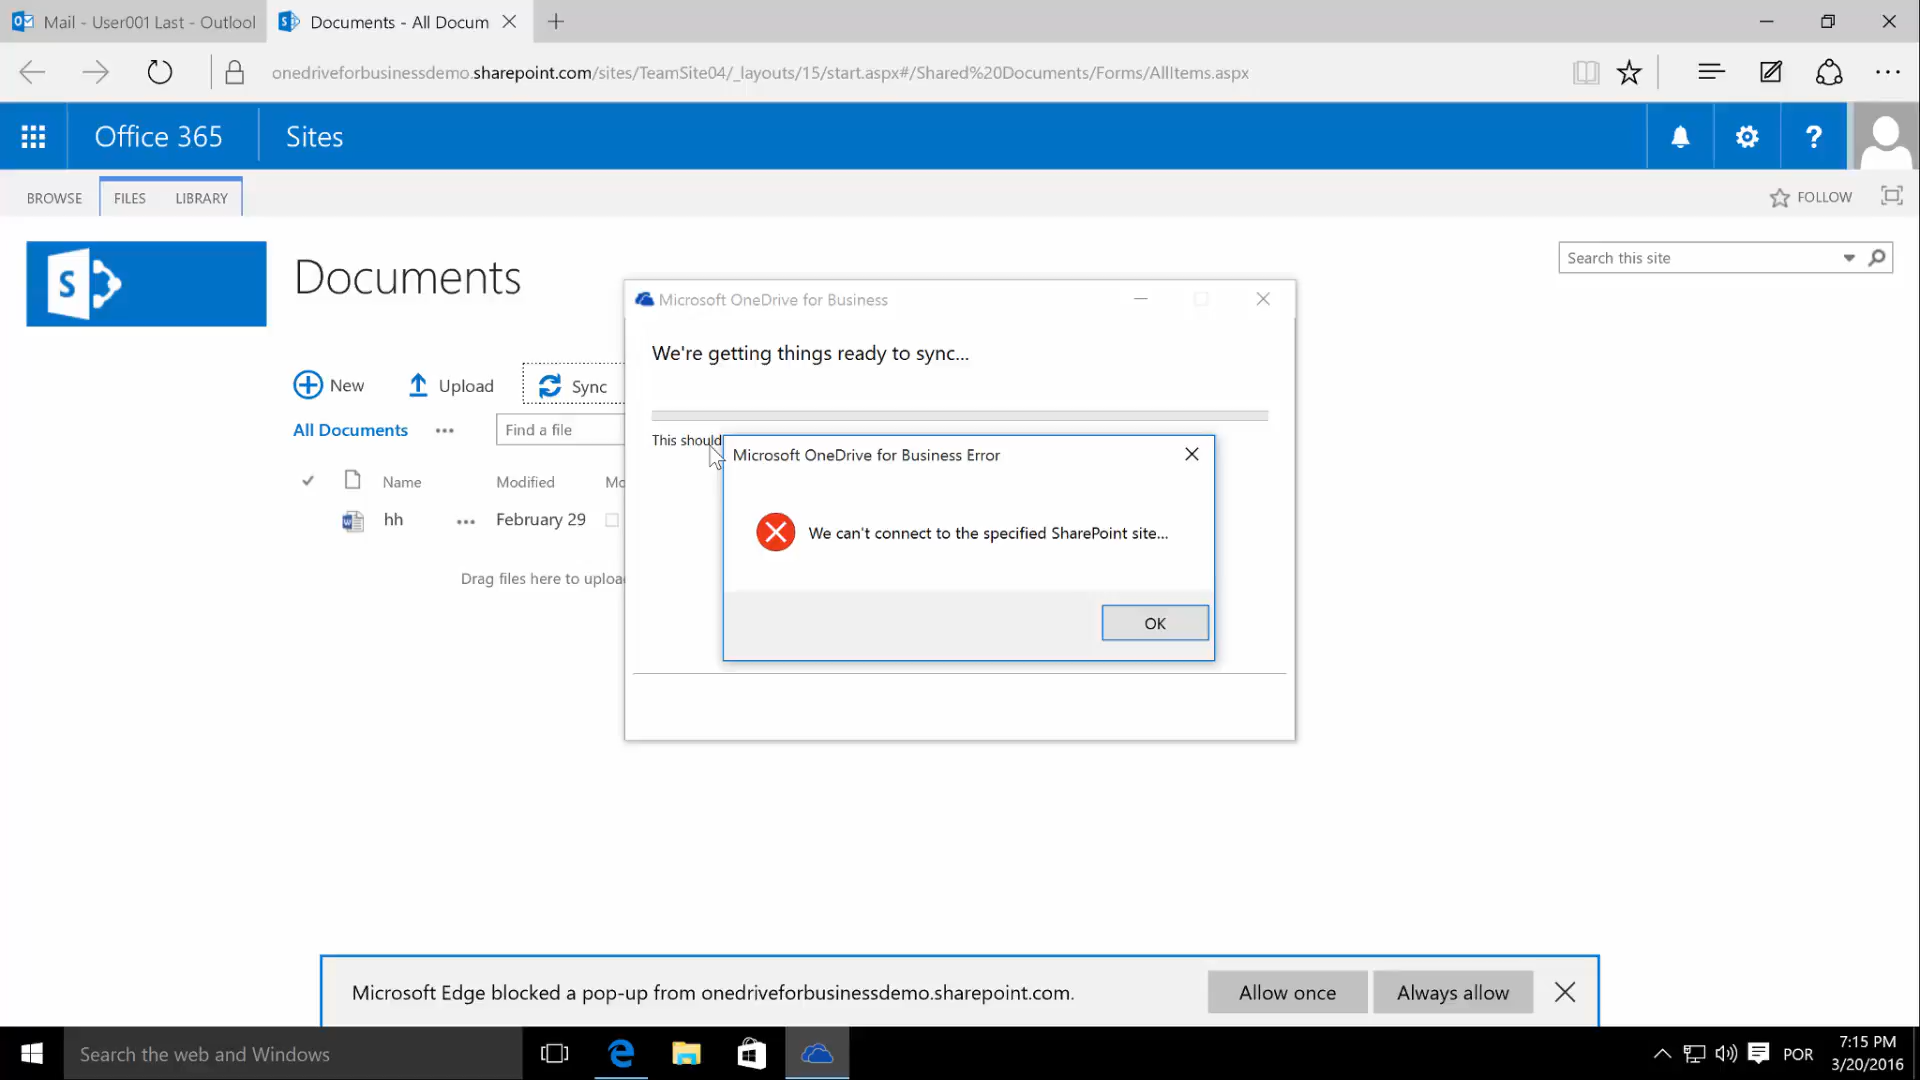 Mail - User001 Last - Outlool
Documents - All Docum
onedriveforbusinessdemo.sharepoint.com/sites/TeamSite04/_layouts/15/start.aspx#/Shared%20Documents/Forms/AllItems.aspx
Office 365
Sites
?
BROWSE
FILES
LIBRARY
FOLLOW
S
Documents
Search this site
Microsoft OneDrive for Business
We're getting things ready to sync...
New
Upload
Sync
All Documents
...
Find a file
This should
Microsoft OneDrive for Business Error
Name
Modified
Mo
hh
...
February 29
We can't connect to the specified SharePoint site...
Drag files here to uploa
OK
Microsoft Edge blocked a pop-up from onedriveforbusinessdemo.sharepoint.com.
Allow once
Always allow
Search the web and Windows
POR
7:15 PM
3/20/2016